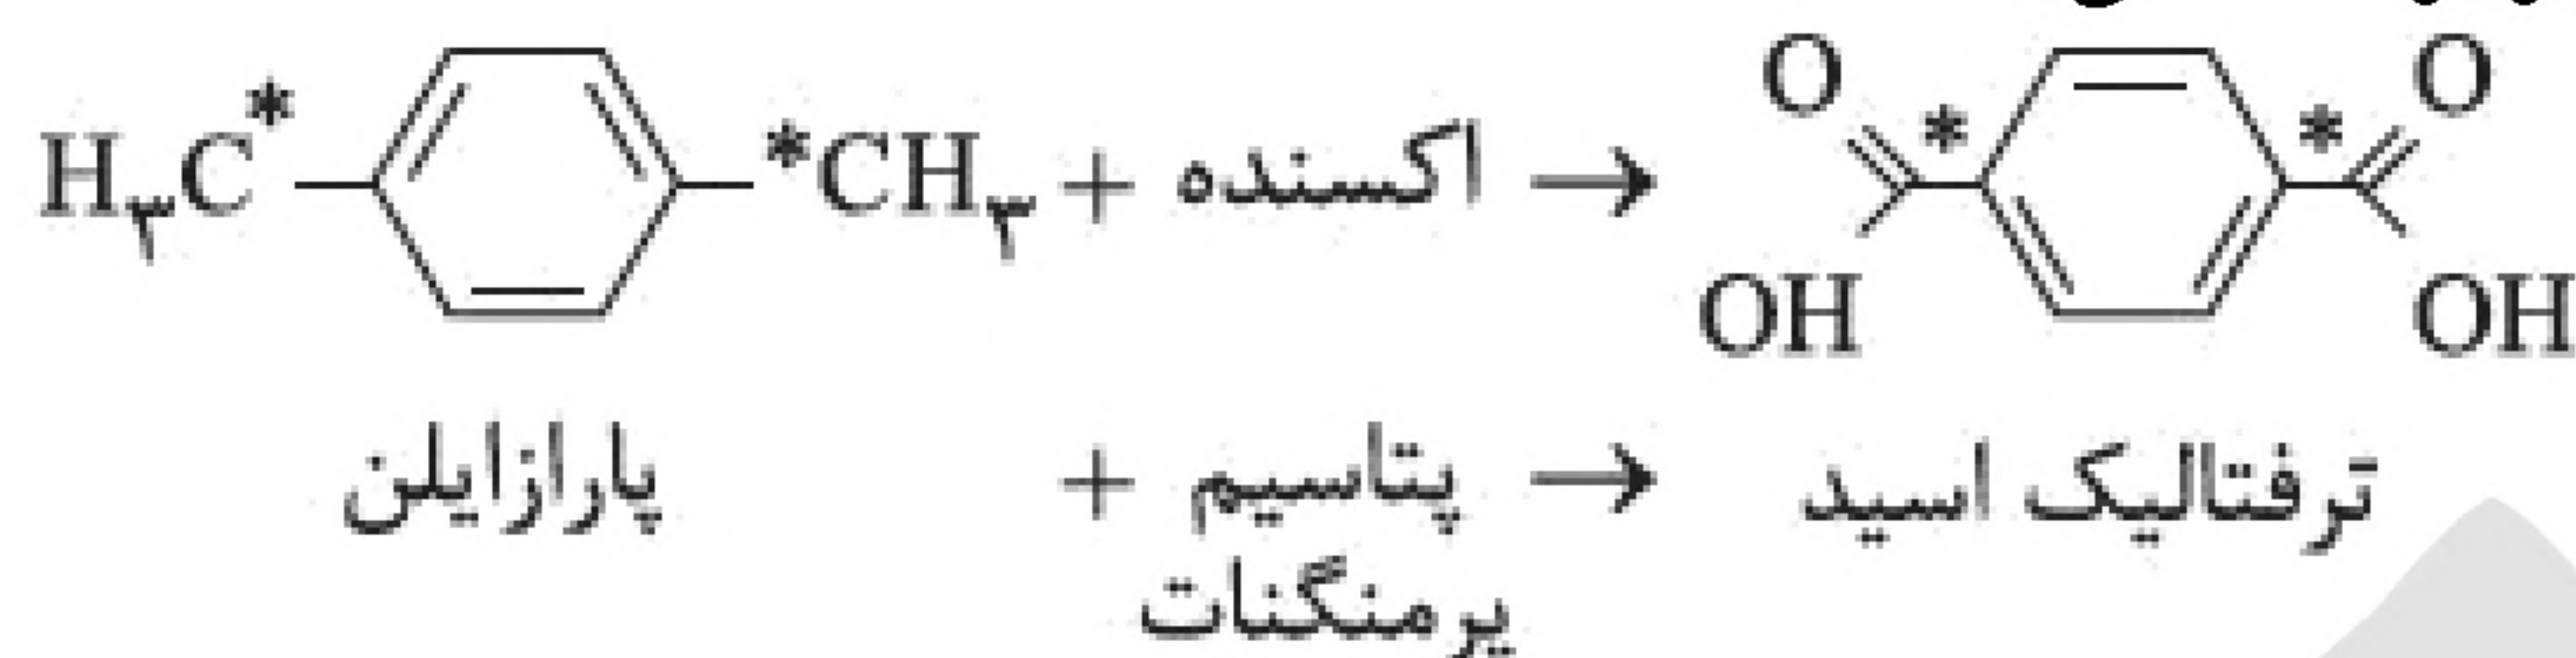 H۳C* *CH۳ + اکسنده → O * * O
OH OH
پارازایلن + پتاسیم → ترفتالیک اسید
پرمنگنات